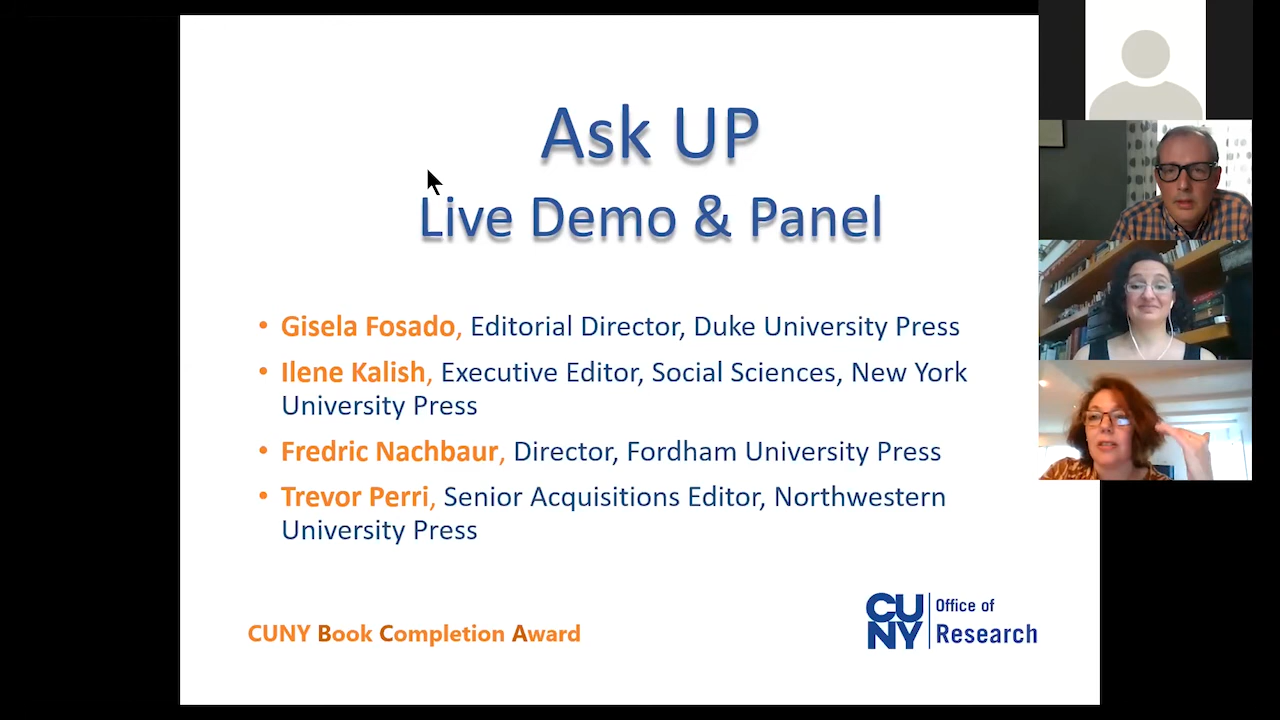 Ask UP
Live Demo & Panel
• Gisela Fosado, Editorial Director, Duke University Press
• Ilene Kalish, Executive Editor, Social Sciences, New York
University Press
• Fredric Nachbaur, Director, Fordham University Press
• Trevor Perri, Senior Acquisitions Editor, Northwestern
University Press
CUNY Book Completion Award
CU
NY
Office of
Research